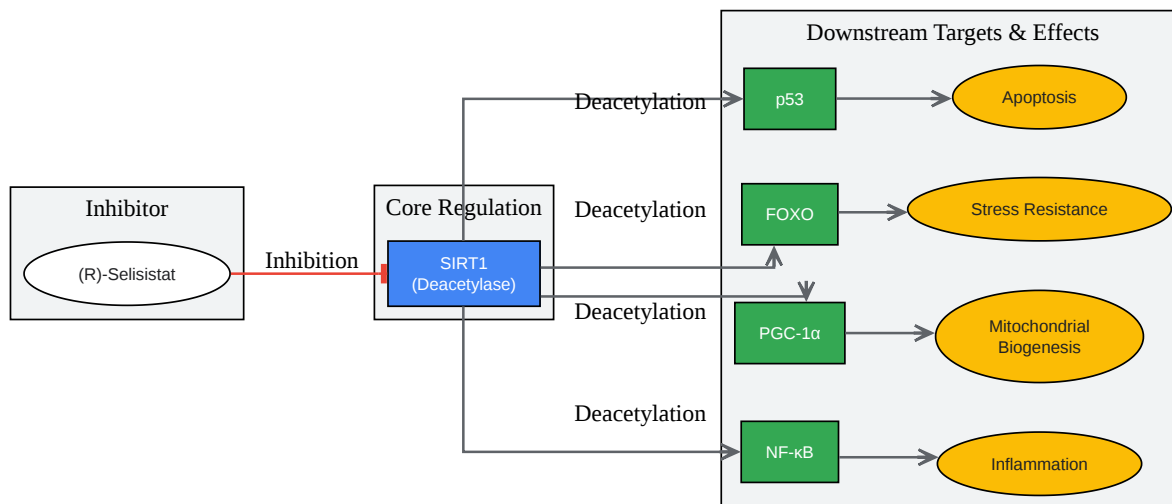 Downstream Targets & Effects
Deacetylation
p53
Apoptosis
Inhibitor
Core Regulation
Deacetylation
FOXO
Stress Resistance
(R)-Selisistat
Inhibition
SIRT1
(Deacetylase)
Deacetylation
PGC-1α
Mitochondrial
Biogenesis
Deacetylation
NF-κB
Inflammation